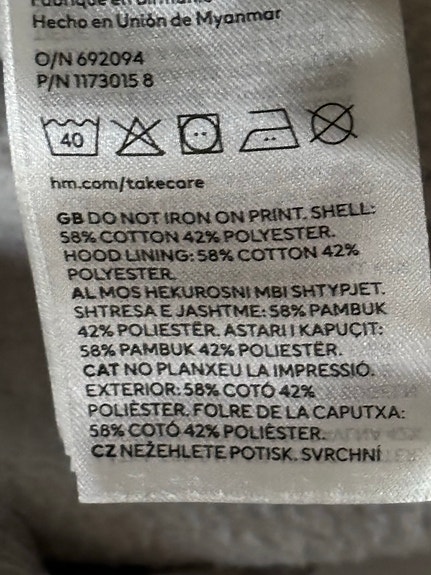 Fabriqué en Birmanie
Hecho en Unión de Myanmar
O/N 692094
P/N 1173015 8
40
hm.com/takecare
GB DO NOT IRON ON PRINT. SHELL:
58% COTTON 42% POLYESTER.
HOOD LINING: 58% COTTON 42%
POLYESTER.
AL MOS HEKUROSNI MBI SHTYPJET.
SHTRESA E JASHTME: 58% PAMBUK
42% POLIESTËR. ASTARI I KAPUÇIT:
58% PAMBUK 42% POLIESTËR.
CAT NO PLANXEU LA IMPRESSIÓ.
EXTERIOR: 58% COTÓ 42%
POLIÈSTER. FOLRE DE LA CAPUTXA:
58% COTÓ 42% POLIÈSTER.
CZ NEŽEHLETE POTISK. SVRCHNÍ